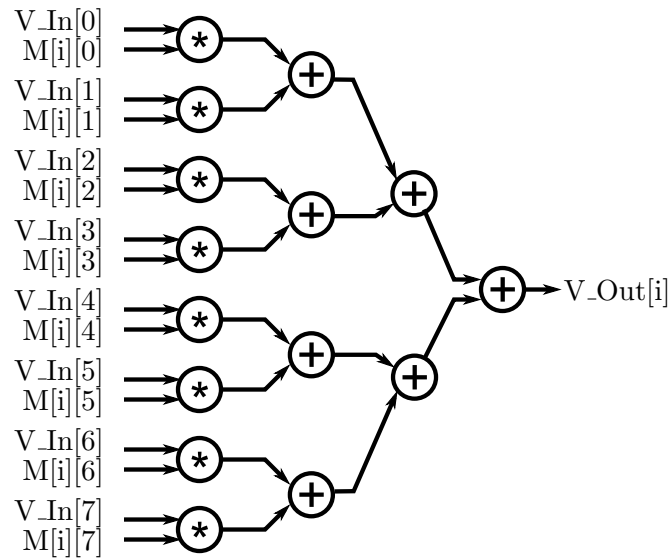 V_In[0]
M[i][0]
*
+
V_In[1]
M[i][1]
*
V_In[2]
M[i][2]
*
+
+
V_In[3]
M[i][3]
*
+
V_Out[i]
V_In[4]
M[i][4]
*
+
+
V_In[5]
M[i][5]
*
V_In[6]
M[i][6]
*
+
V_In[7]
M[i][7]
*